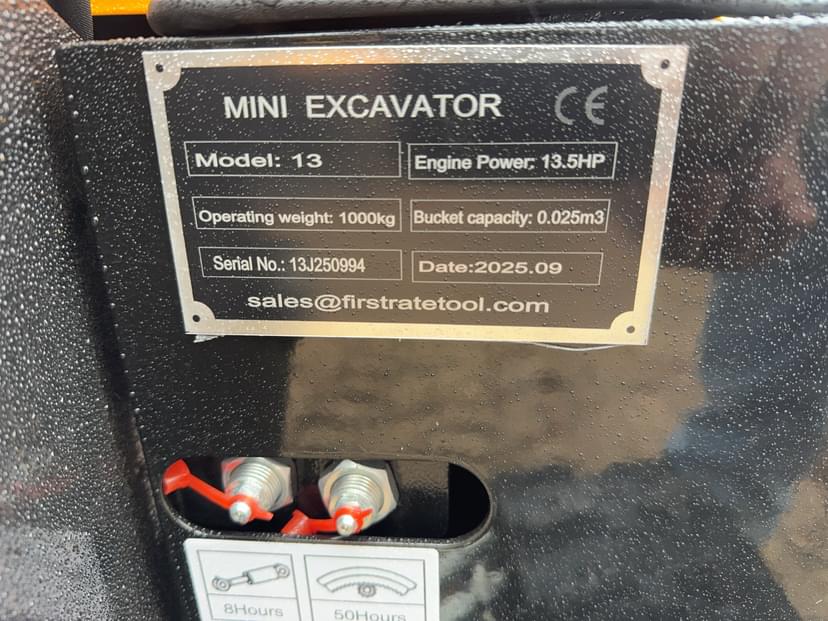 MINI EXCAVATOR CE
Model: 13
Engine Power: 13.5HP
Operating weight: 1000kg
Bucket capacity: 0.025m3
Serial No.: 13J250994
Date:2025.09
sales@firstratetool.com
8Hours
50Hours